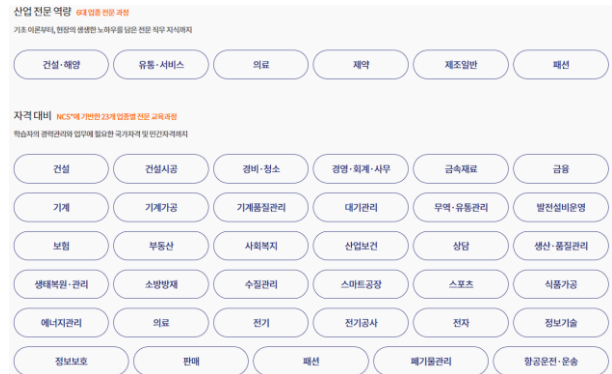 산업 전문 역량 6대 업종 전문 과정
기초 이론부터, 현장의 생생한 노하우를 담은 전문 직무 지식까지
건설·해양 유통·서비스 의료 제약 제조일반 패션
자격 대비 NCS*에 기반한 23개 업종별 전문 교육과정
학습자의 경력관리와 업무에 필요한 국가자격 및 민간자격까지
건설 건설시공 경비·청소 경영·회계·사무 금속재료 금융
기계 기계가공 기계품질관리 대기관리 무역·유통관리 발전설비운영
보험 부동산 사회복지 산업보건 상담 생산·품질관리
생태복원·관리 소방방재 수질관리 스마트공장 스포츠 식품가공
에너지관리 의료 전기 전기공사 전자 정보기술
정보보호 판매 패션 폐기물관리 항공운전·운송